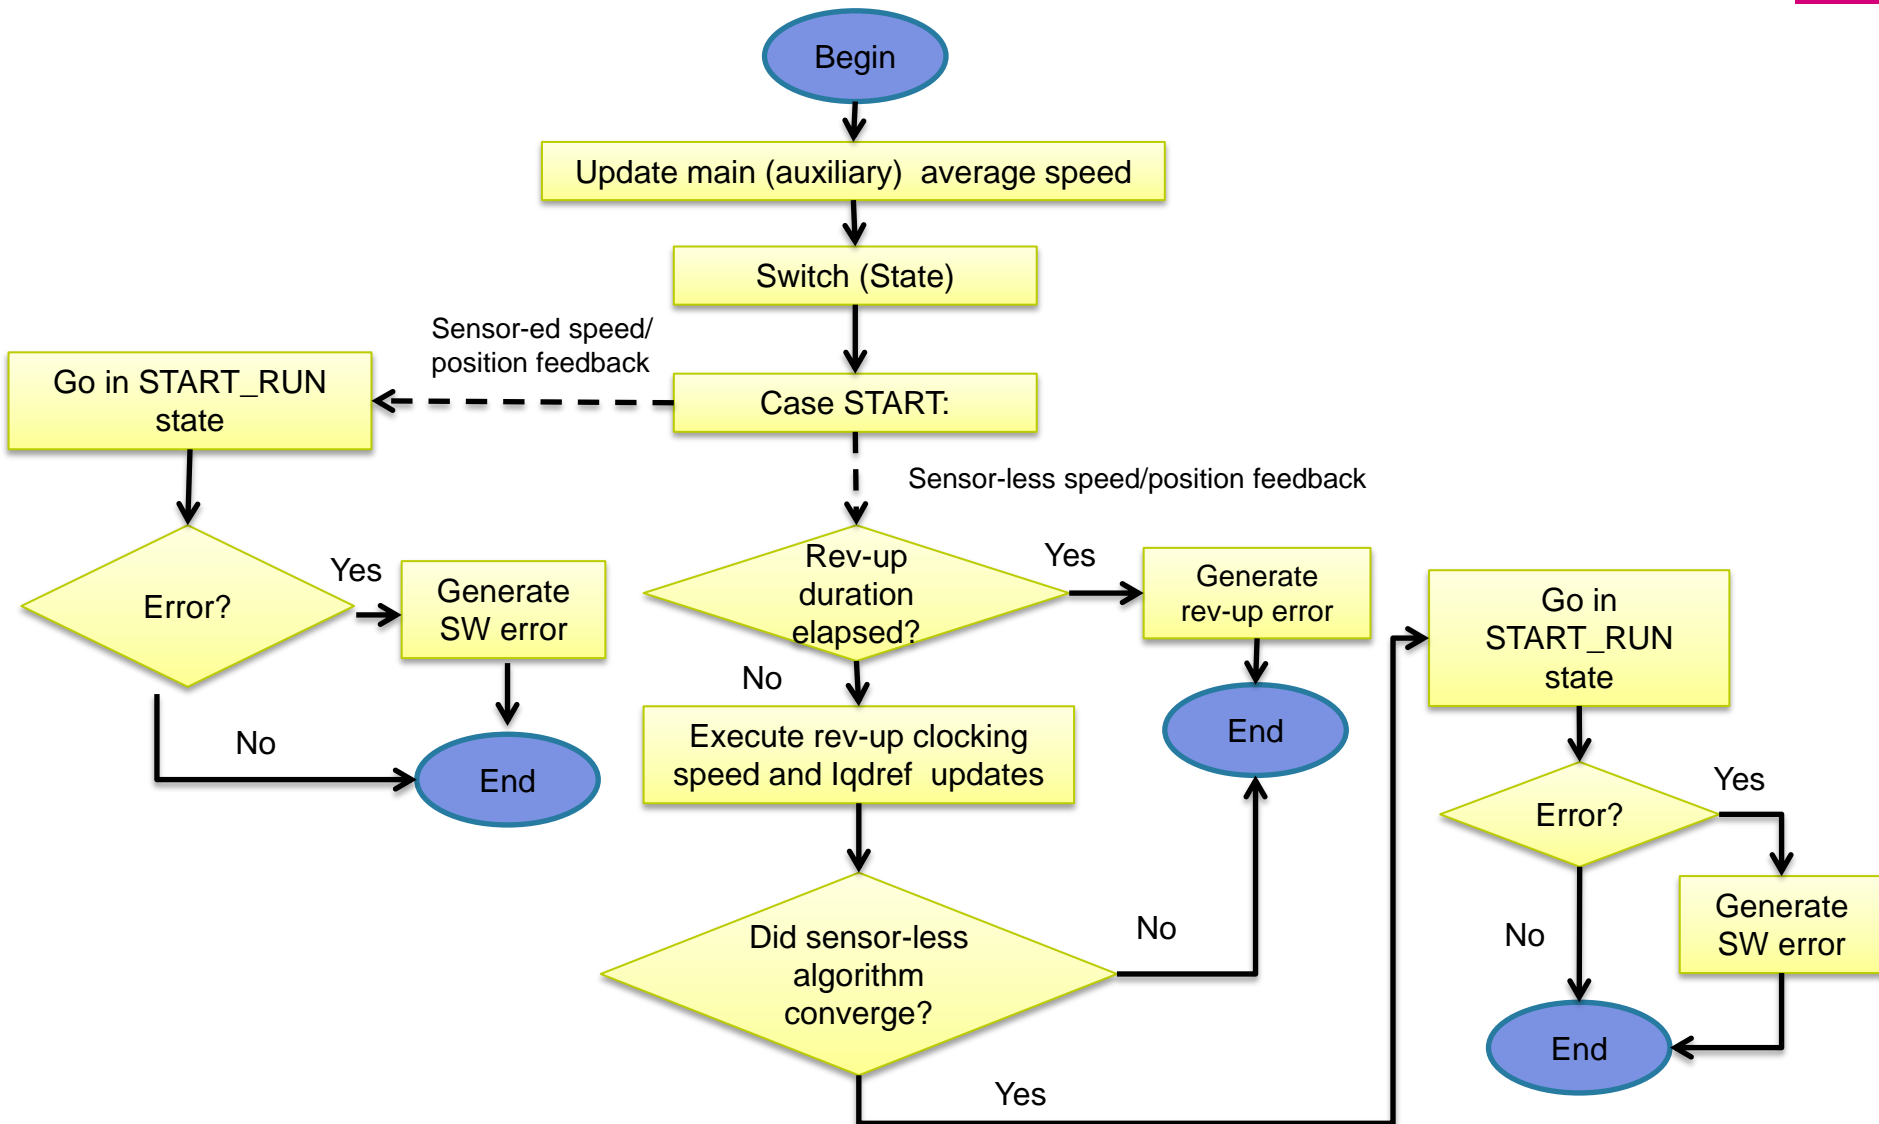 Begin
Update main (auxiliary)  average speed
Switch (State)
Sensor-ed speed/
position feedback
Go in START_RUN
state
Case START:
Sensor-less speed/position feedback
Error?
Yes
Generate
SW error
No
End
Rev-up
duration
elapsed?
Yes
Generate
rev-up error
End
No
Execute rev-up clocking
speed and Iqdref  updates
Did sensor-less
algorithm
converge?
No
Yes
Go in
START_RUN
state
Error?
Yes
Generate
SW error
No
End